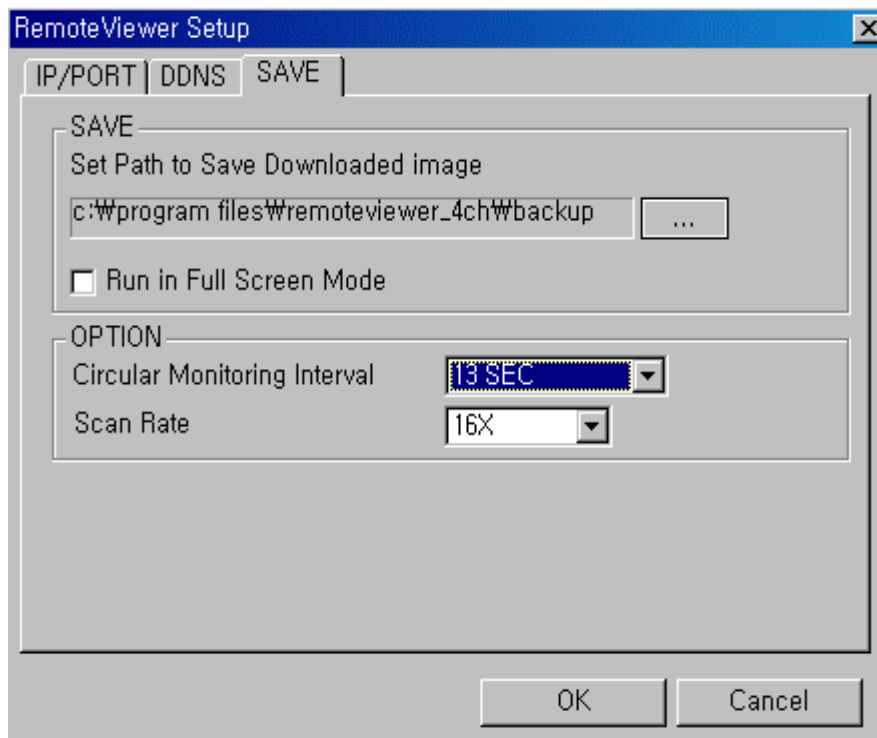 RemoteViewer Setup
IP/PORT DDNS SAVE
SAVE
Set Path to Save Downloaded image
c:₩program files₩remoteviewer_4ch₩backup ...
Run in Full Screen Mode
OPTION
Circular Monitoring Interval 13 SEC
Scan Rate 16X
OK Cancel